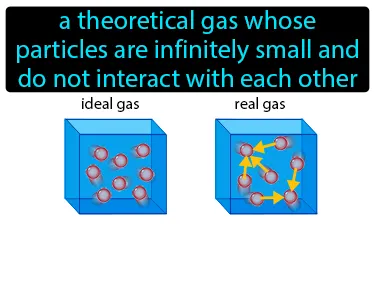 a theoretical gas whose
particles are infinitely small and
do not interact with each other
ideal gas
real gas